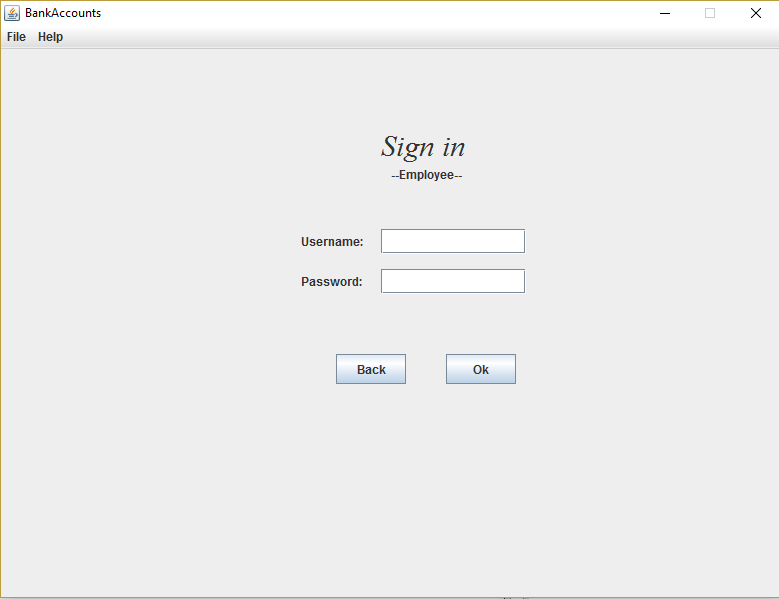 BankAccounts
File Help
Sign in
--Employee--
Username:
Password:
Back Ok